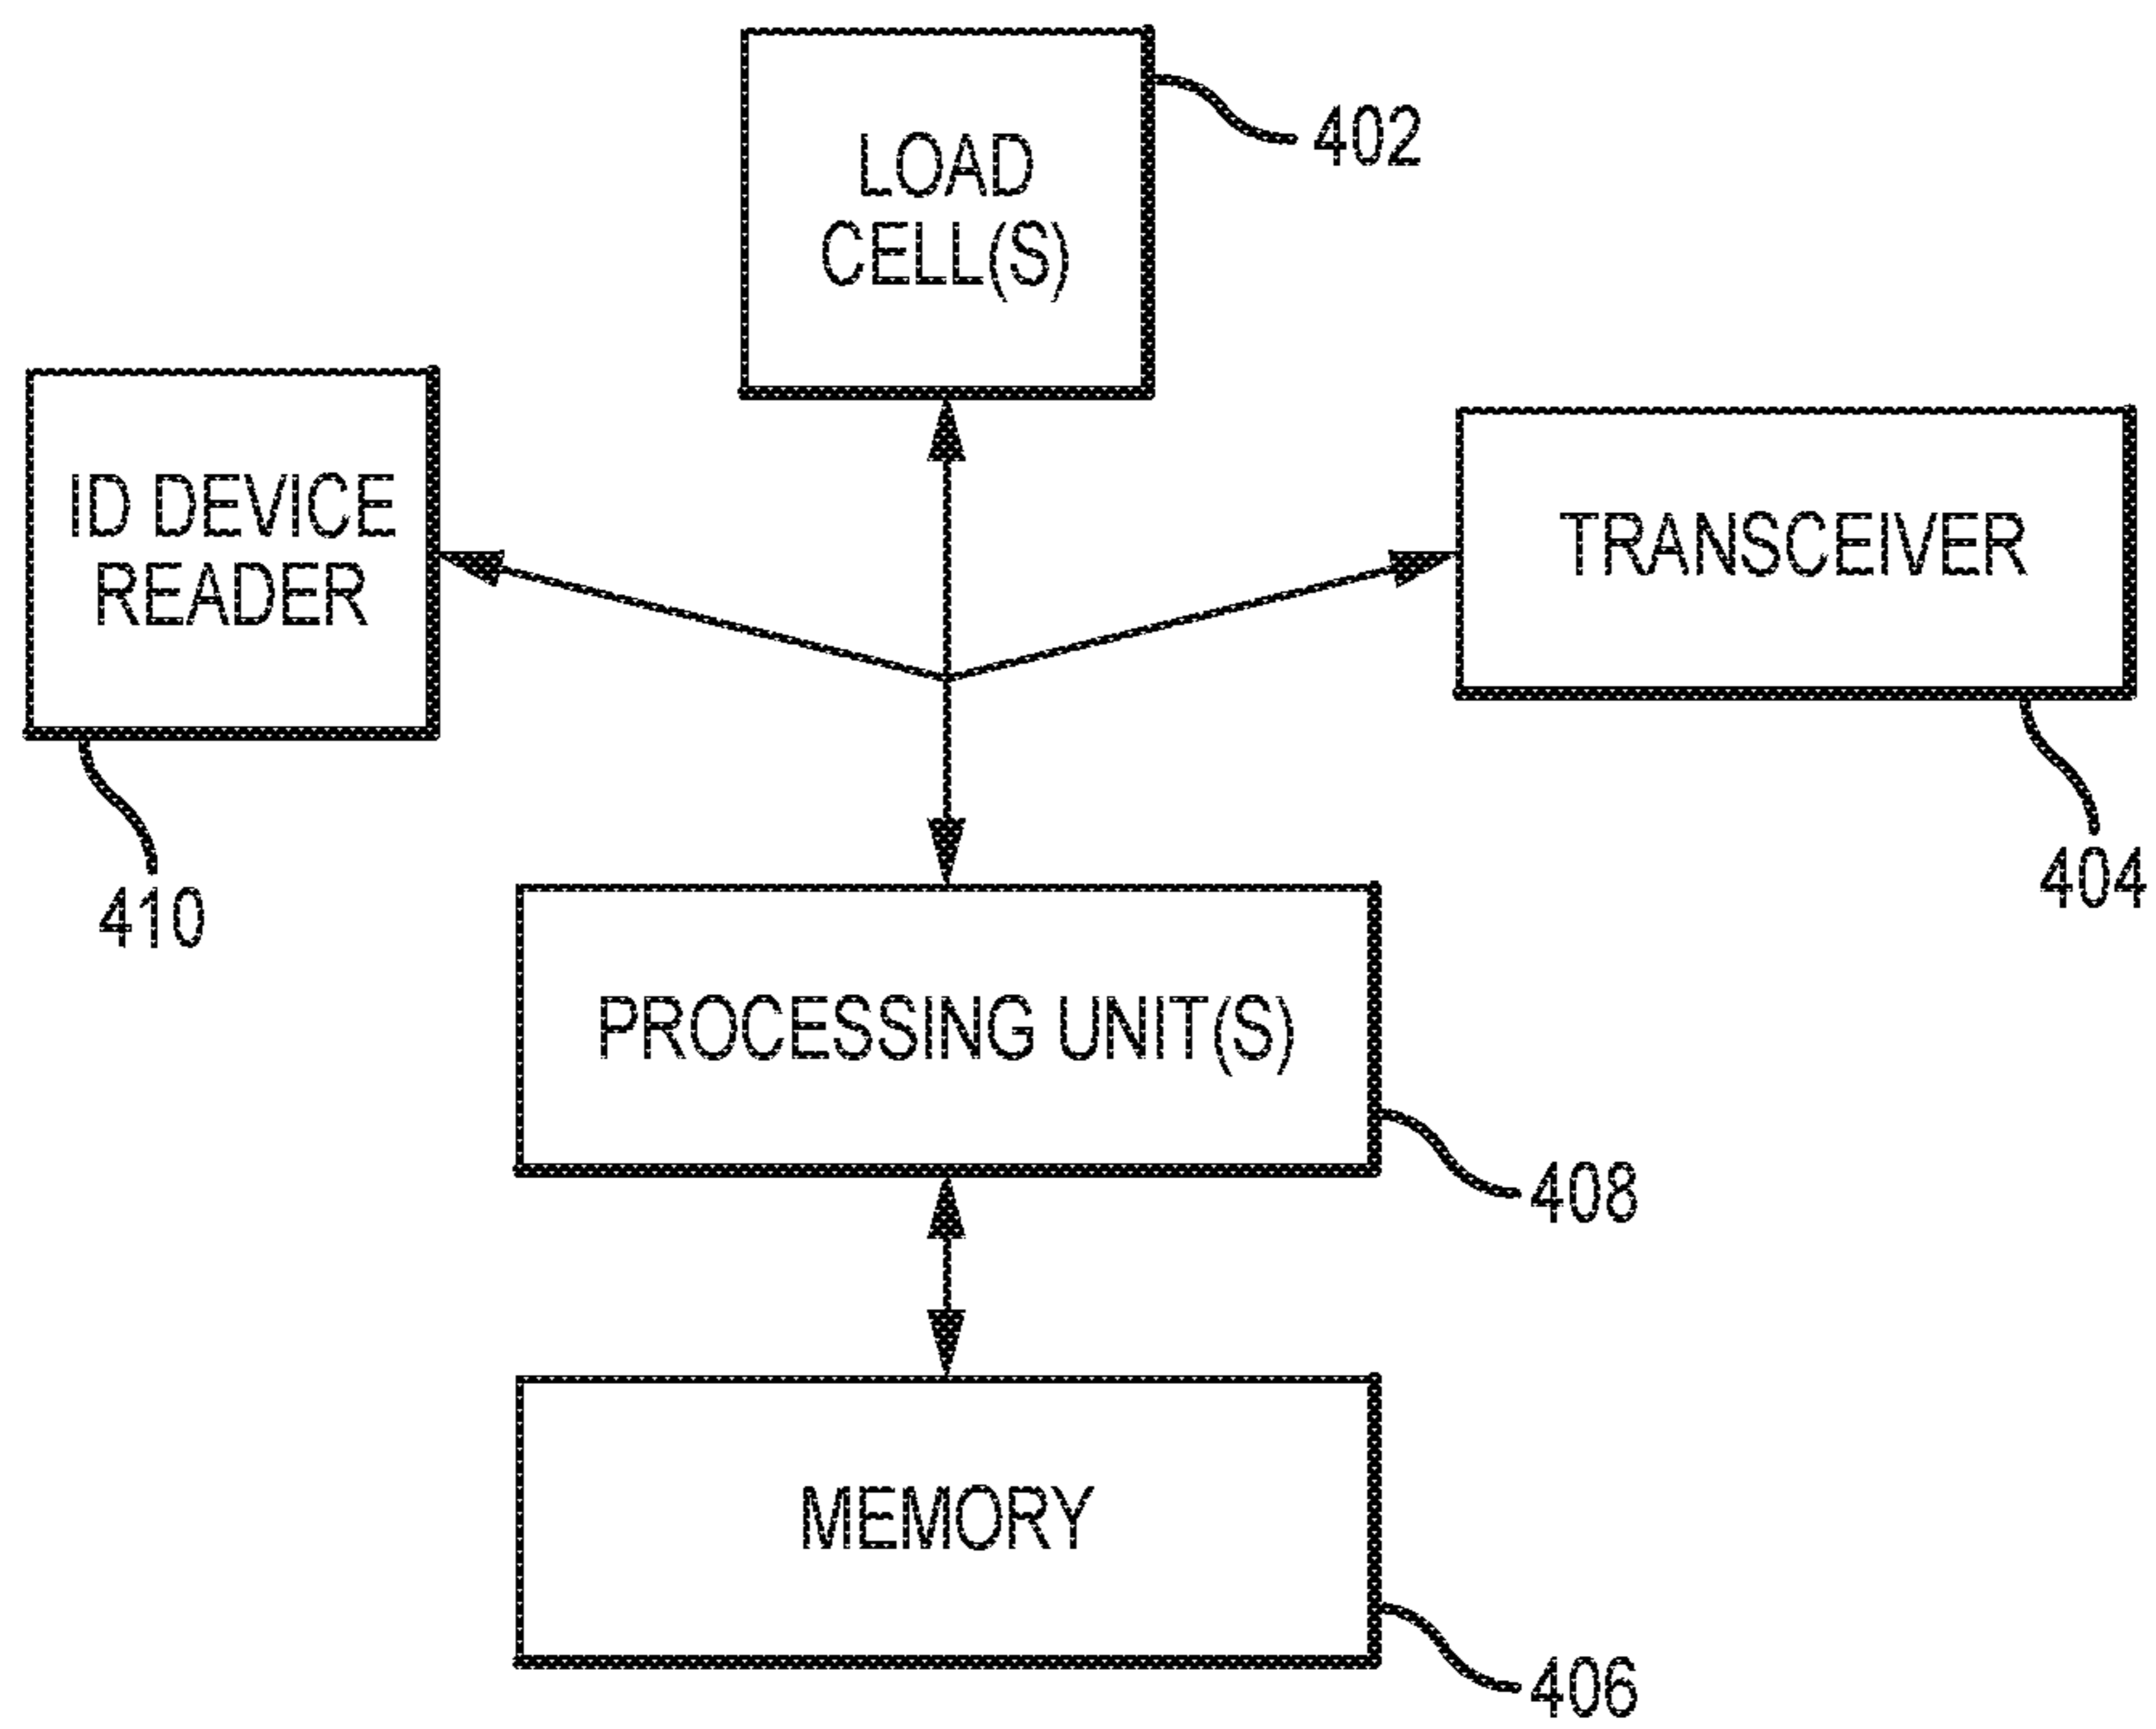 LOAD
CELL(S)
402
ID DEVICE
READER
TRANSCEIVER
410
404
PROCESSING UNIT(S)
408
MEMORY
406